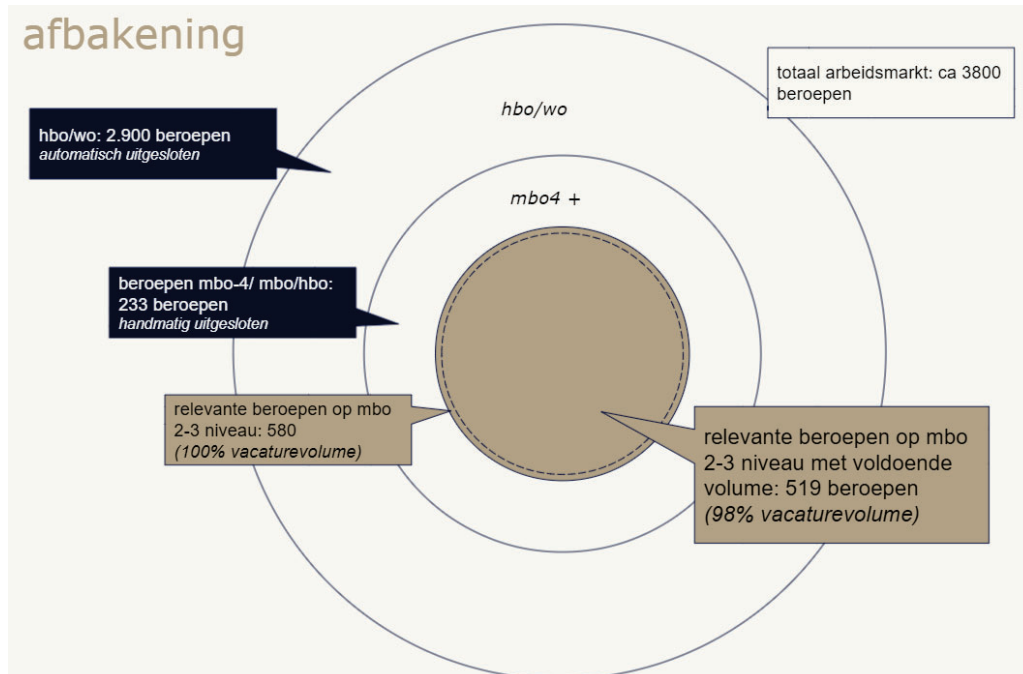 afbakening
totaal arbeidsmarkt: ca 3800
beroepen
hbo/wo
hbo/wo: 2.900 beroepen
automatisch uitgesloten
mbo4 +
beroepen mbo-4/ mbo/hbo:
233 beroepen
handmatig uitgesloten
relevante beroepen op mbo
2-3 niveau: 580
(100% vacaturevolume)
relevante beroepen op mbo
2-3 niveau met voldoende
volume: 519 beroepen
(98% vacaturevolume)